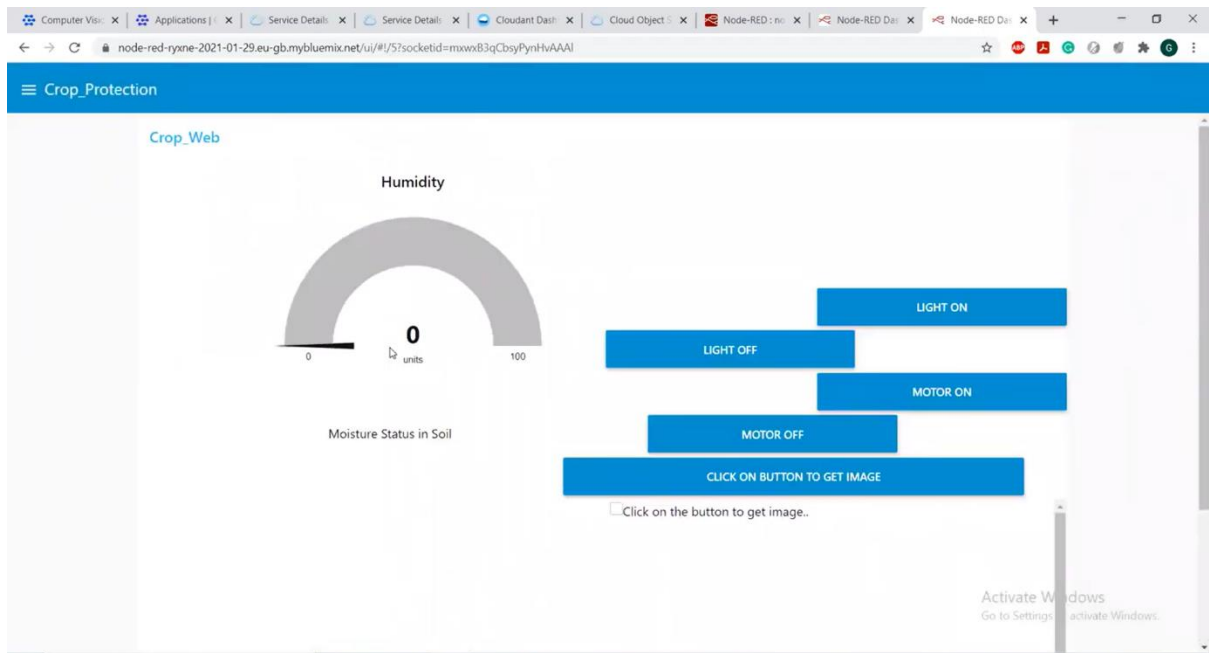 Computer Visi
Applications | 
Service Details
Service Details
Cloudant Dash
Cloud Object S
Node-RED : no
Node-RED Das
Node-RED Das
node-red-ryxne-2021-01-29.eu-gb.mybluemix.net/ui/#!/5?socketid=mxwxB3qCbsyPynHvAAAI
ABP
G
Crop_Protection
Crop_Web
Humidity
0
units
0
100
LIGHT ON
LIGHT OFF
MOTOR ON
Moisture Status in Soil
MOTOR OFF
CLICK ON BUTTON TO GET IMAGE
Click on the button to get image..
Activate Windows
Go to Settings to activate Windows.